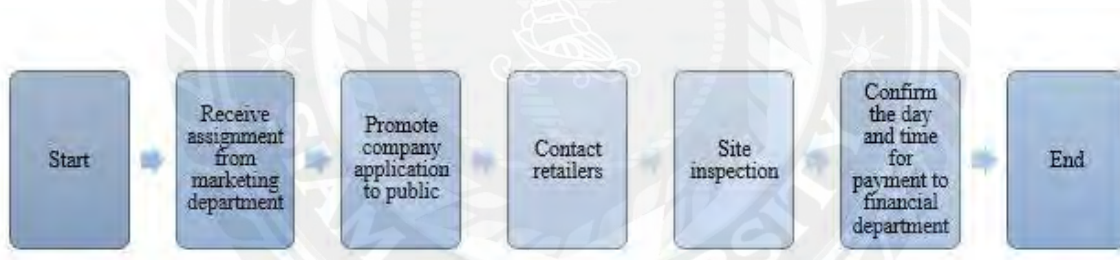 Start
Receive
assignment
from
marketing
department
Promote
company
application
to public
Contact
retailers
Site
inspection
Confirm
the day
and time
for
payment to
financial
department
End